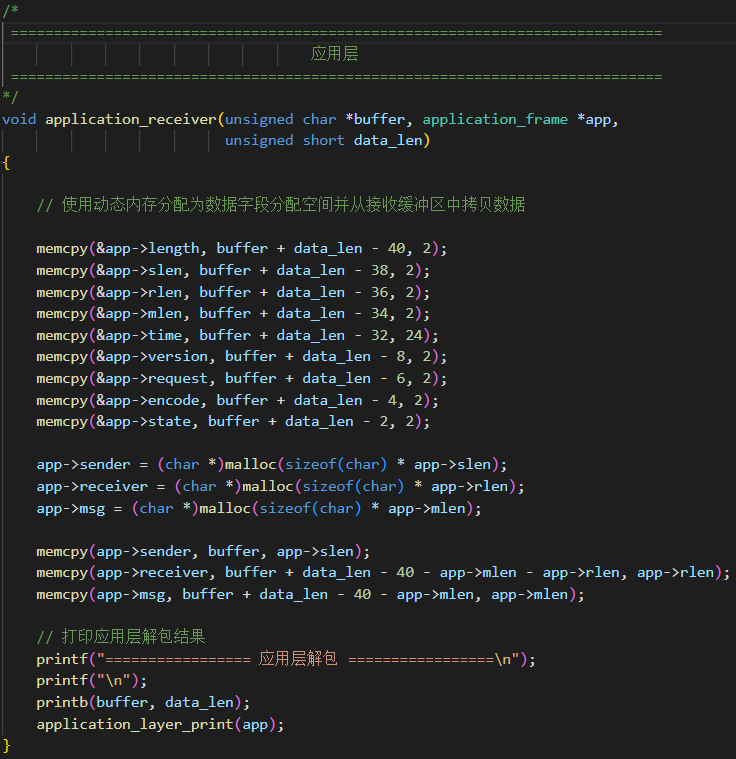 /*
============================================================================
应用层
============================================================================
*/
void application_receiver(unsigned char *buffer, application_frame *app,
unsigned short data_len)
{
// 使用动态内存分配为数据字段分配空间并从接收缓冲区中拷贝数据
memcpy(&app->length, buffer + data_len - 40, 2);
memcpy(&app->slen, buffer + data_len - 38, 2);
memcpy(&app->rlen, buffer + data_len - 36, 2);
memcpy(&app->mlen, buffer + data_len - 34, 2);
memcpy(&app->time, buffer + data_len - 32, 24);
memcpy(&app->version, buffer + data_len - 8, 2);
memcpy(&app->request, buffer + data_len - 6, 2);
memcpy(&app->encode, buffer + data_len - 4, 2);
memcpy(&app->state, buffer + data_len - 2, 2);
app->sender = (char *)malloc(sizeof(char) * app->slen);
app->receiver = (char *)malloc(sizeof(char) * app->rlen);
app->msg = (char *)malloc(sizeof(char) * app->mlen);
memcpy(app->sender, buffer, app->slen);
memcpy(app->receiver, buffer + data_len - 40 - app->mlen - app->rlen, app->rlen);
memcpy(app->msg, buffer + data_len - 40 - app->mlen, app->mlen);
// 打印应用层解包结果
printf("================= 应用层解包 =================\n");
printf("\n");
printb(buffer, data_len);
application_layer_print(app);
}